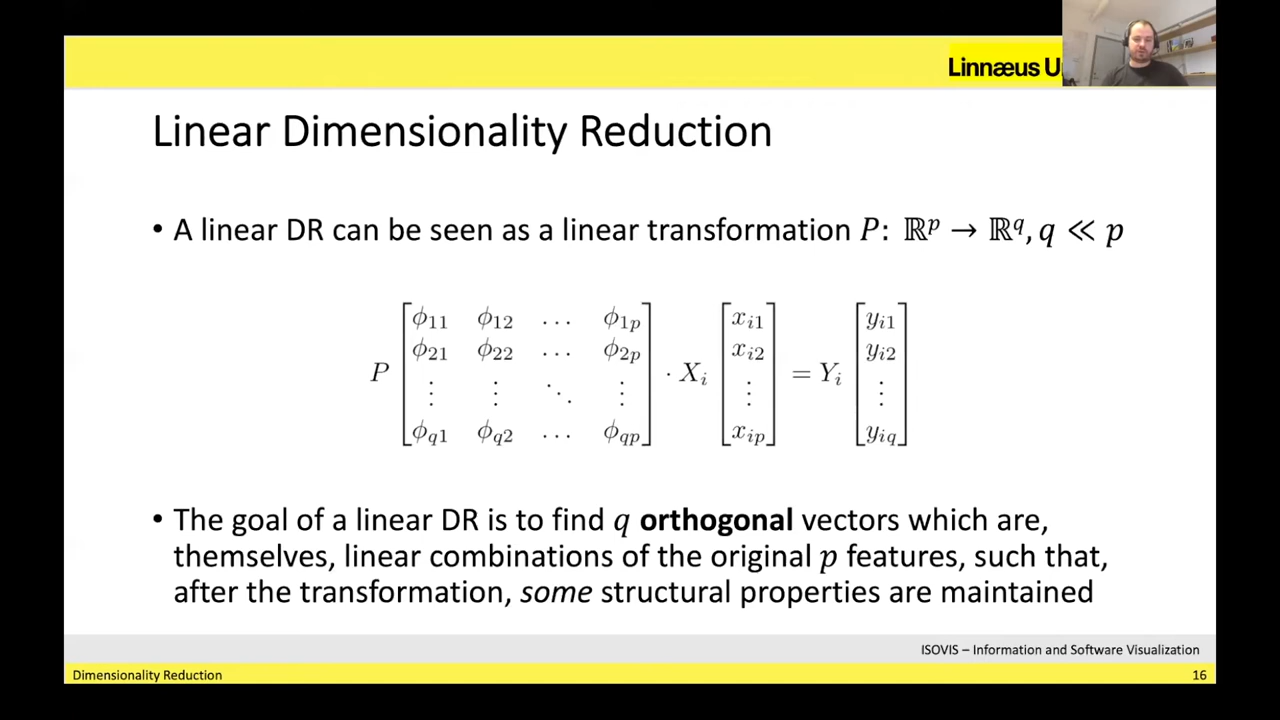 Linnæus U
Linear Dimensionality Reduction
• A linear DR can be seen as a linear transformation P: ℝᵖ → ℝ^q, q ≪ p
P [ϕ₁₁ ϕ₁₂ … ϕ₁ₚ; ϕ₂₁ ϕ₂₂ … ϕ₂ₚ; ⋮ ⋮ ⋱ ⋮; ϕ_q1 ϕ_q2 … ϕ_qp] · X_i [x_i1; x_i2; ⋮; x_ip] = Y_i [y_i1; y_i2; ⋮; y_iq]
• The goal of a linear DR is to find q orthogonal vectors which are,
themselves, linear combinations of the original p features, such that,
after the transformation, some structural properties are maintained
ISOVIS – Information and Software Visualization
Dimensionality Reduction 16